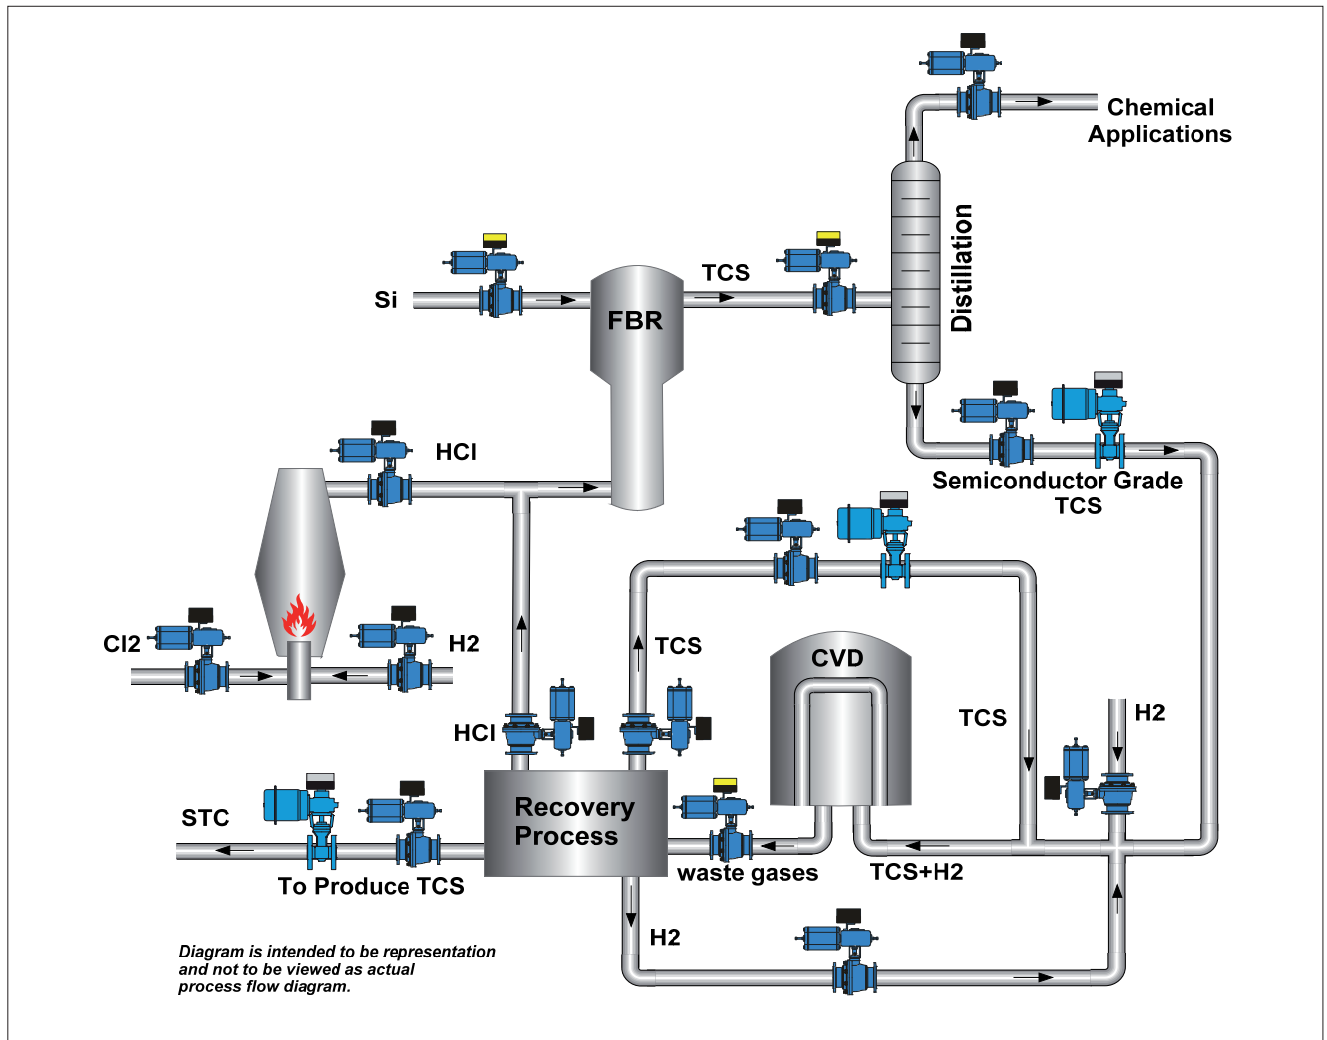 Chemical
Applications
Distillation
TCS
Si
FBR
HCl
Semiconductor Grade
TCS
Cl2
H2
TCS
CVD
TCS
H2
HCl
STC
Recovery
Process
To Produce TCS
waste gases
TCS+H2
H2
Diagram is intended to be representation
and not to be viewed as actual
process flow diagram.